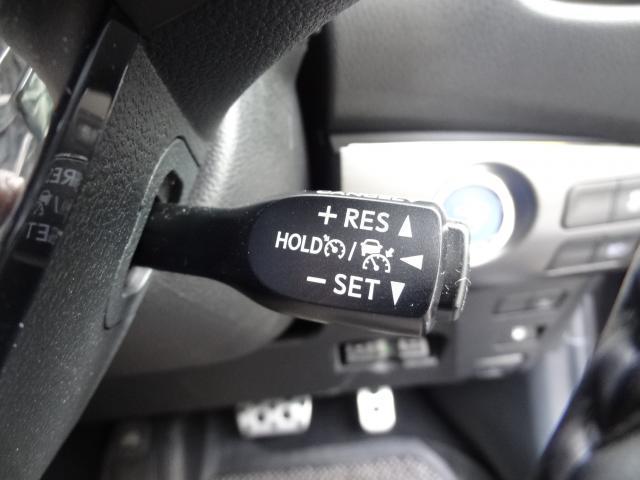 + RES ▲
HOLD / ◀
− SET ▼